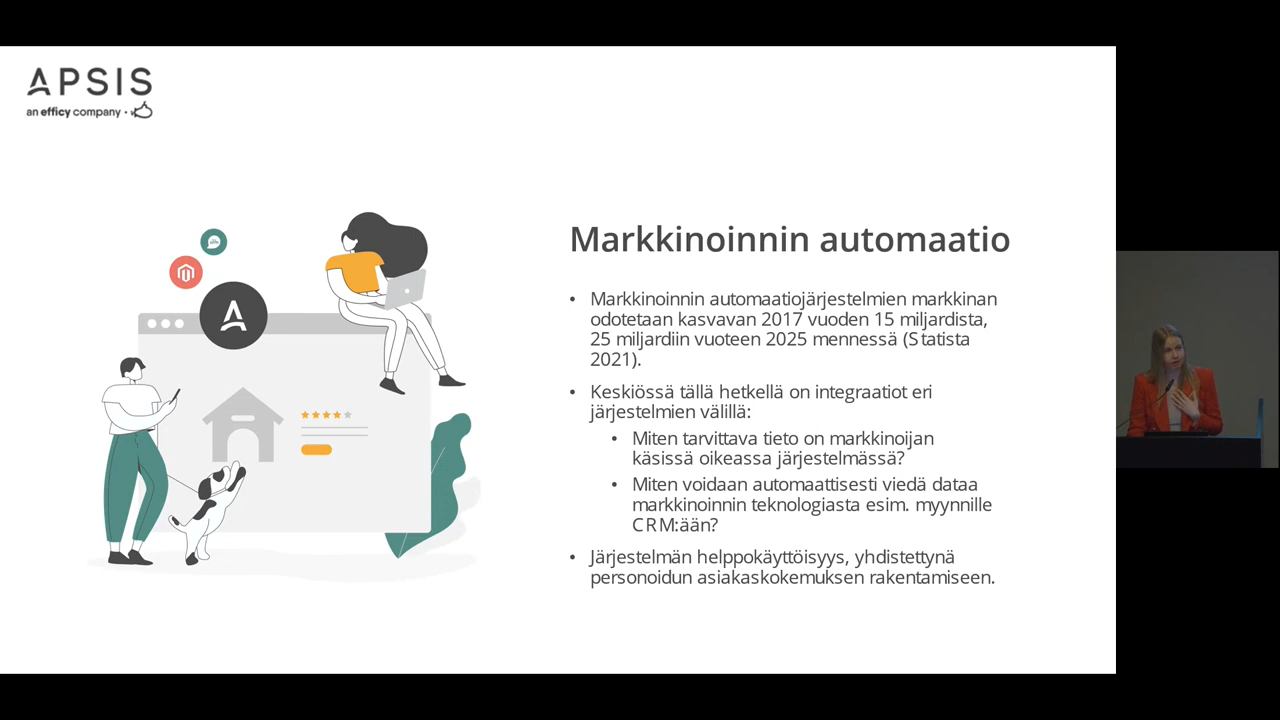 APSIS
an efficy company
Markkinoinnin automaatio
• Markkinoinnin automaatiojärjestelmien markkinan
odotetaan kasvavan 2017 vuoden 15 miljardista,
25 miljardiin vuoteen 2025 mennessä (Statista
2021).
• Keskiössä tällä hetkellä on integraatiot eri
järjestelmien välillä:
• Miten tarvittava tieto on markkinoijan
käsissä oikeassa järjestelmässä?
• Miten voidaan automaattisesti viedä dataa
markkinoinnin teknologiasta esim. myynnille
CRM:ään?
• Järjestelmän helppokäyttöisyys, yhdistettynä
personoidun asiakaskokemuksen rakentamiseen.